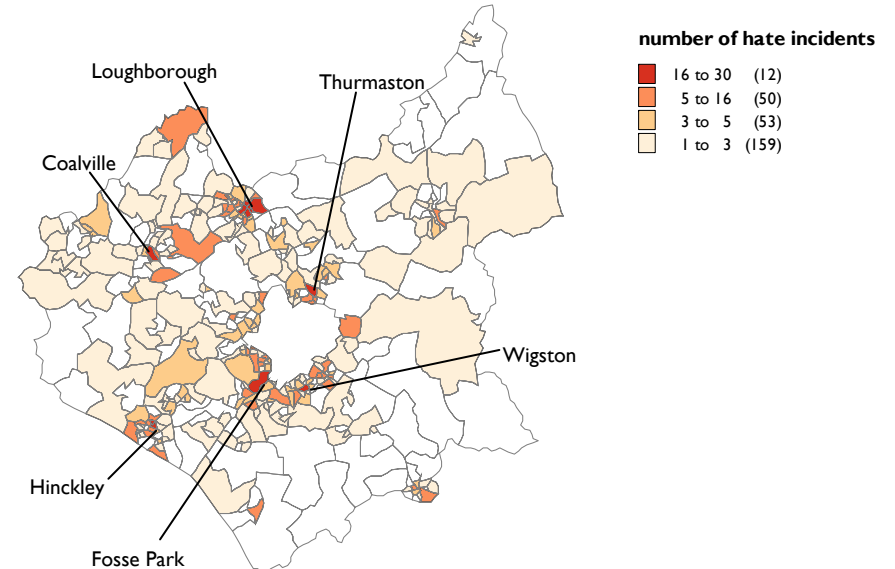 number of hate incidents
16 to 30 (12)
5 to 16 (50)
3 to 5 (53)
1 to 3 (159)
Loughborough
Thurmaston
Coalville
Wigston
Hinckley
Fosse Park